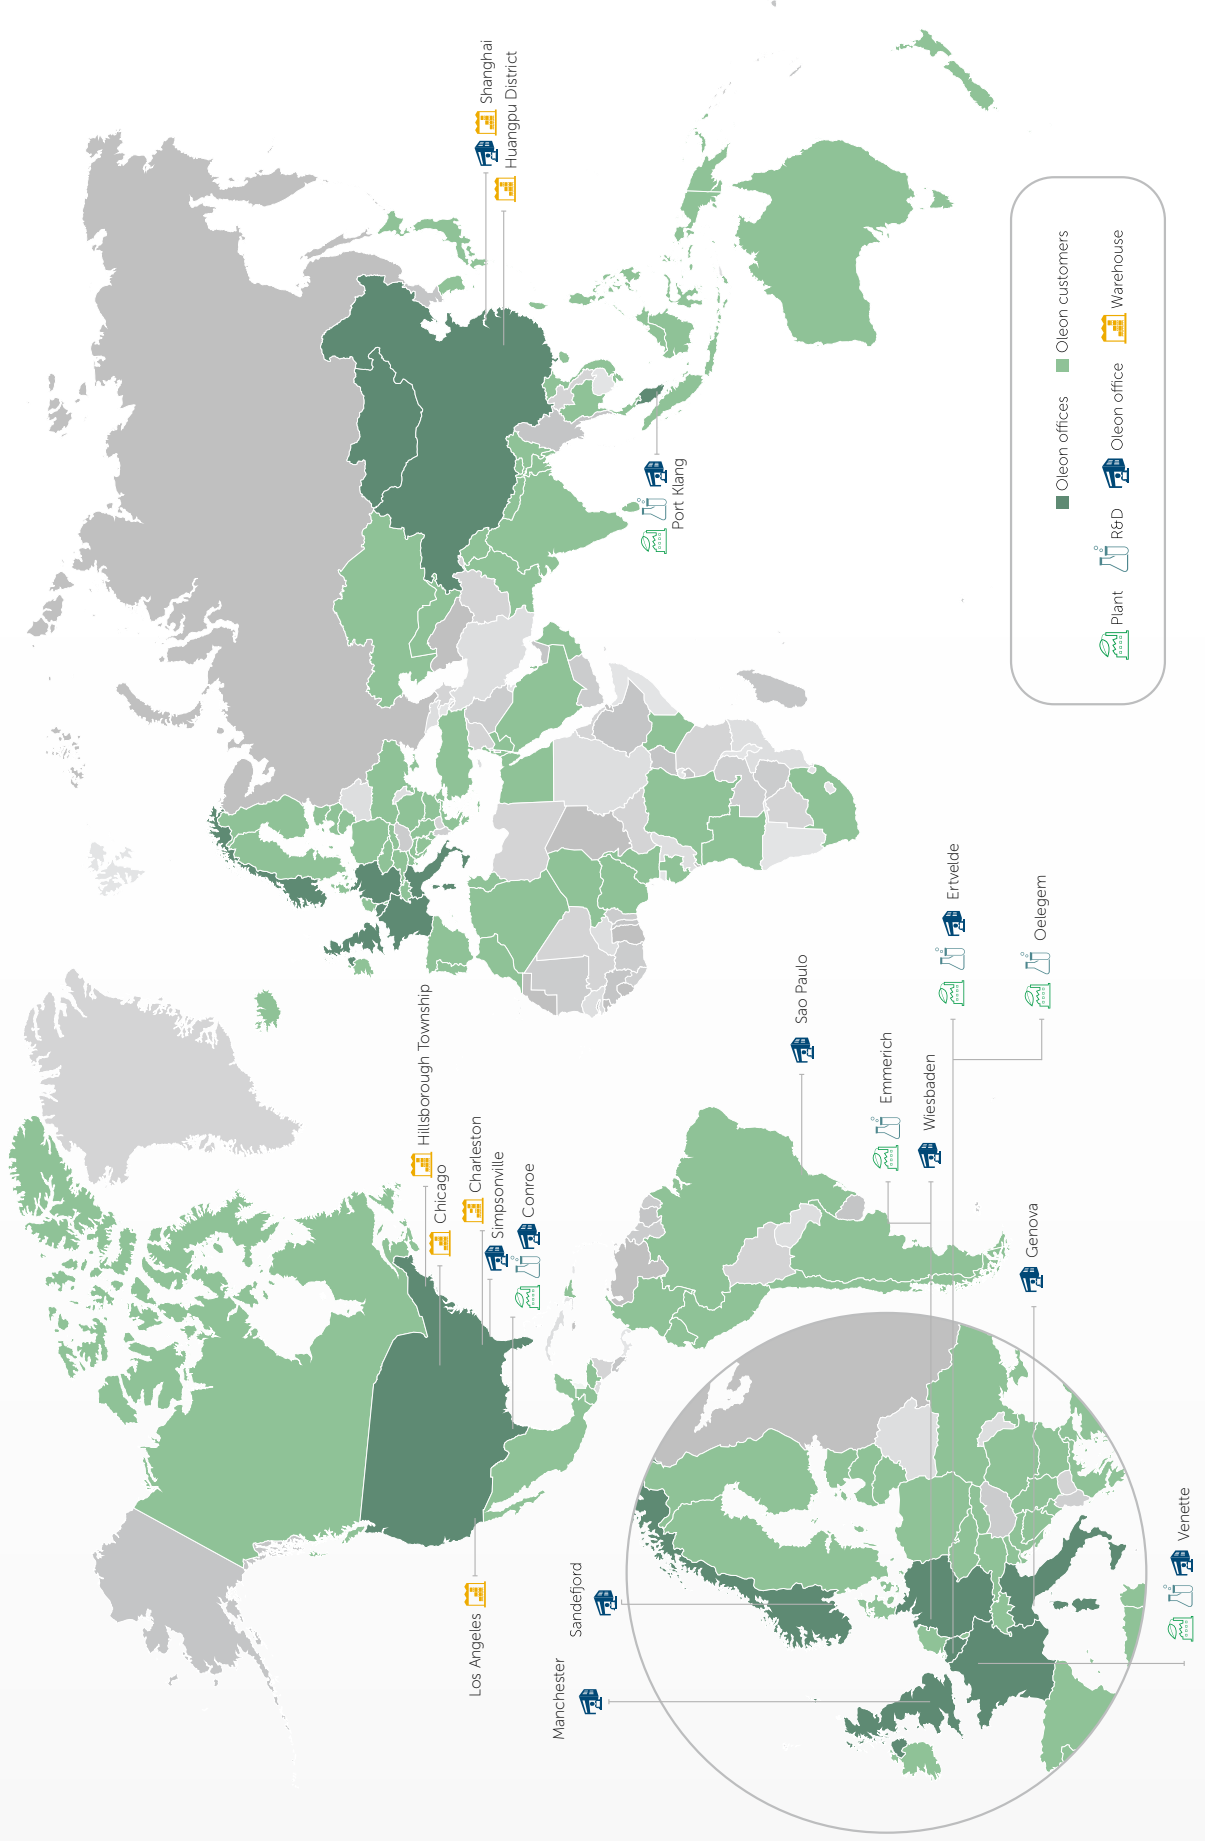 Shanghai
Huangpu District
Port Klang
Hillsborough Township
Chicago
Charleston
Simpsonville
Conroe
Los Angeles
Sao Paulo
Emmerich
Wiesbaden
Ertvelde
Oelegem
Genova
Sandefjord
Manchester
Venette
Oleon offices
Oleon customers
Plant
R&D
Oleon office
Warehouse